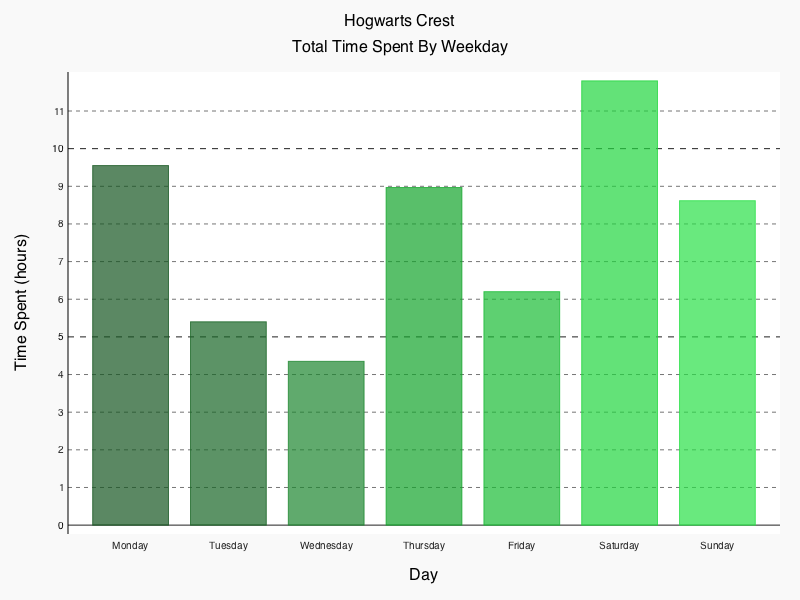 Hogwarts Crest
Total Time Spent By Weekday
Time Spent (hours)
11
10
9
8
7
6
5
4
3
2
1
0
Monday Tuesday Wednesday Thursday Friday Saturday Sunday
Day